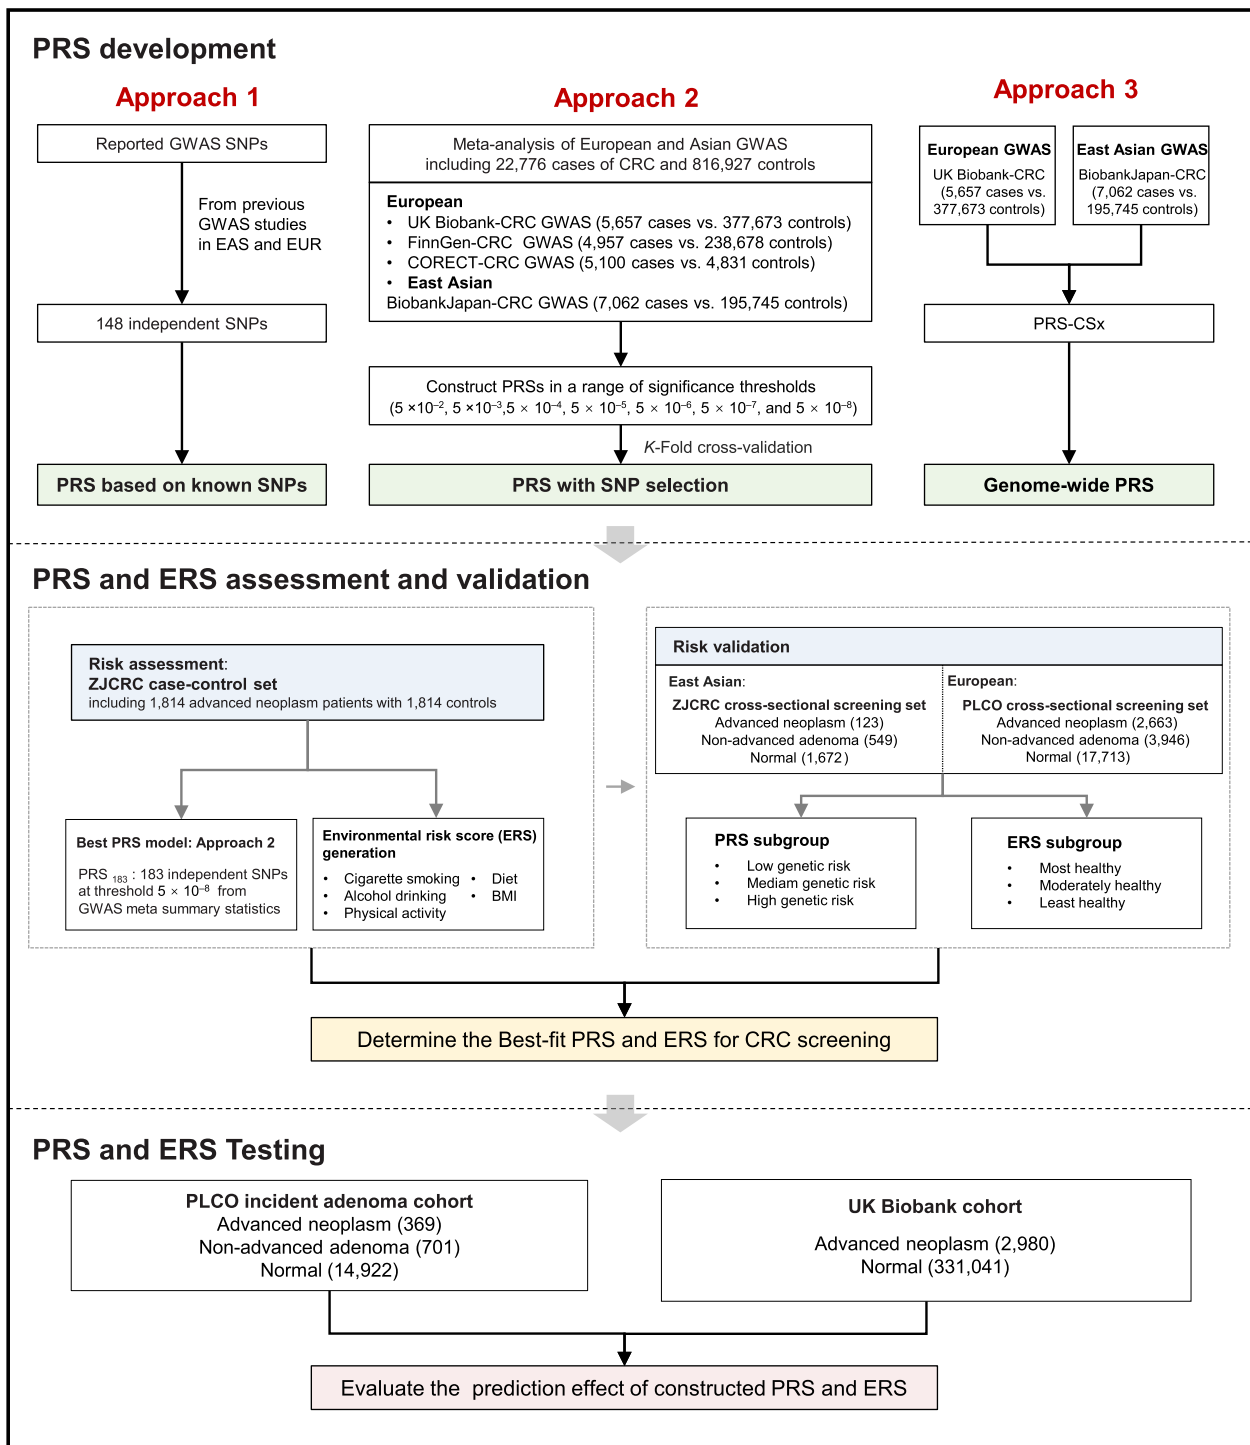 PRS development
Approach 1
Reported GWAS SNPs
From previous
GWAS studies
in EAS and EUR
148 independent SNPs
PRS based on known SNPs
Approach 2
Meta-analysis of European and Asian GWAS
including 22,776 cases of CRC and 816,927 controls
European
• UK Biobank-CRC GWAS (5,657 cases vs. 377,673 controls)
• FinnGen-CRC GWAS (4,957 cases vs. 238,678 controls)
• CORECT-CRC GWAS (5,100 cases vs. 4,831 controls)
• East Asian
BiobankJapan-CRC GWAS (7,062 cases vs. 195,745 controls)
Construct PRSs in a range of significance thresholds
(5 ×10⁻², 5 ×10⁻³,5 × 10⁻⁴, 5 × 10⁻⁵, 5 × 10⁻⁶, 5 × 10⁻⁷, and 5 × 10⁻⁸)
K-Fold cross-validation
PRS with SNP selection
Approach 3
European GWAS
UK Biobank-CRC
(5,657 cases vs.
377,673 controls)
East Asian GWAS
BiobankJapan-CRC
(7,062 cases vs.
195,745 controls)
PRS-CSx
Genome-wide PRS
PRS and ERS assessment and validation
Risk assessment:
ZJCRC case-control set
including 1,814 advanced neoplasm patients with 1,814 controls
Best PRS model: Approach 2
PRS ₁₈₃ : 183 independent SNPs
at threshold 5 × 10⁻⁸ from
GWAS meta summary statistics
Environmental risk score (ERS)
generation
• Cigarette smoking • Diet
• Alcohol drinking • BMI
• Physical activity
Risk validation
East Asian:
ZJCRC cross-sectional screening set
Advanced neoplasm (123)
Non-advanced adenoma (549)
Normal (1,672)
European:
PLCO cross-sectional screening set
Advanced neoplasm (2,663)
Non-advanced adenoma (3,946)
Normal (17,713)
PRS subgroup
• Low genetic risk
• Mediam genetic risk
• High genetic risk
ERS subgroup
• Most healthy
• Moderately healthy
• Least healthy
Determine the Best-fit PRS and ERS for CRC screening
PRS and ERS Testing
PLCO incident adenoma cohort
Advanced neoplasm (369)
Non-advanced adenoma (701)
Normal (14,922)
UK Biobank cohort
Advanced neoplasm (2,980)
Normal (331,041)
Evaluate the prediction effect of constructed PRS and ERS